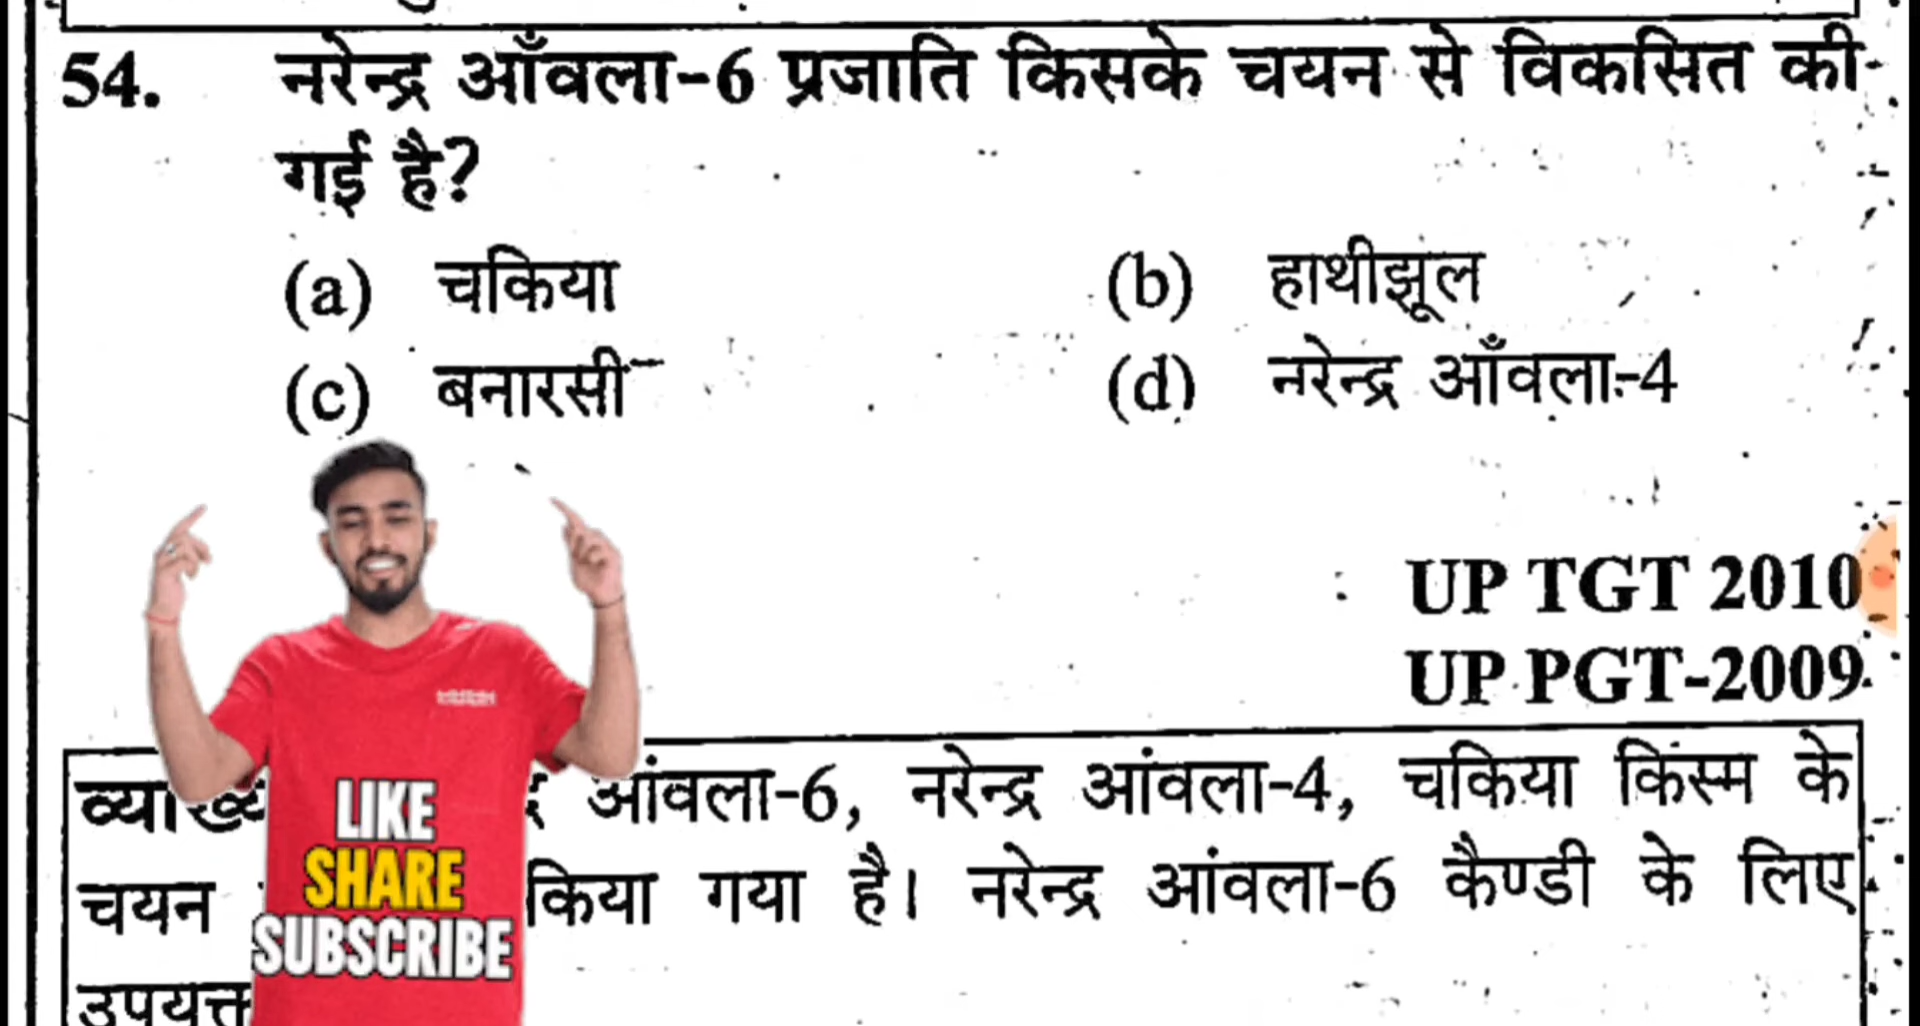 54. नरेन्द्र आँवला-6 प्रजाति किसके चयन से विकसित की
गई है?
(a) चकिया (b) हाथीझूल
(c) बनारसी (d) नरेन्द्र आँवला-4
UP TGT 2010
UP PGT-2009
आंवला-6, नरेन्द्र आंवला-4, चकिया किस्म के
चयन किया गया है। नरेन्द्र आंवला-6 कैण्डी के लिए
LIKE
SHARE
SUBSCRIBE